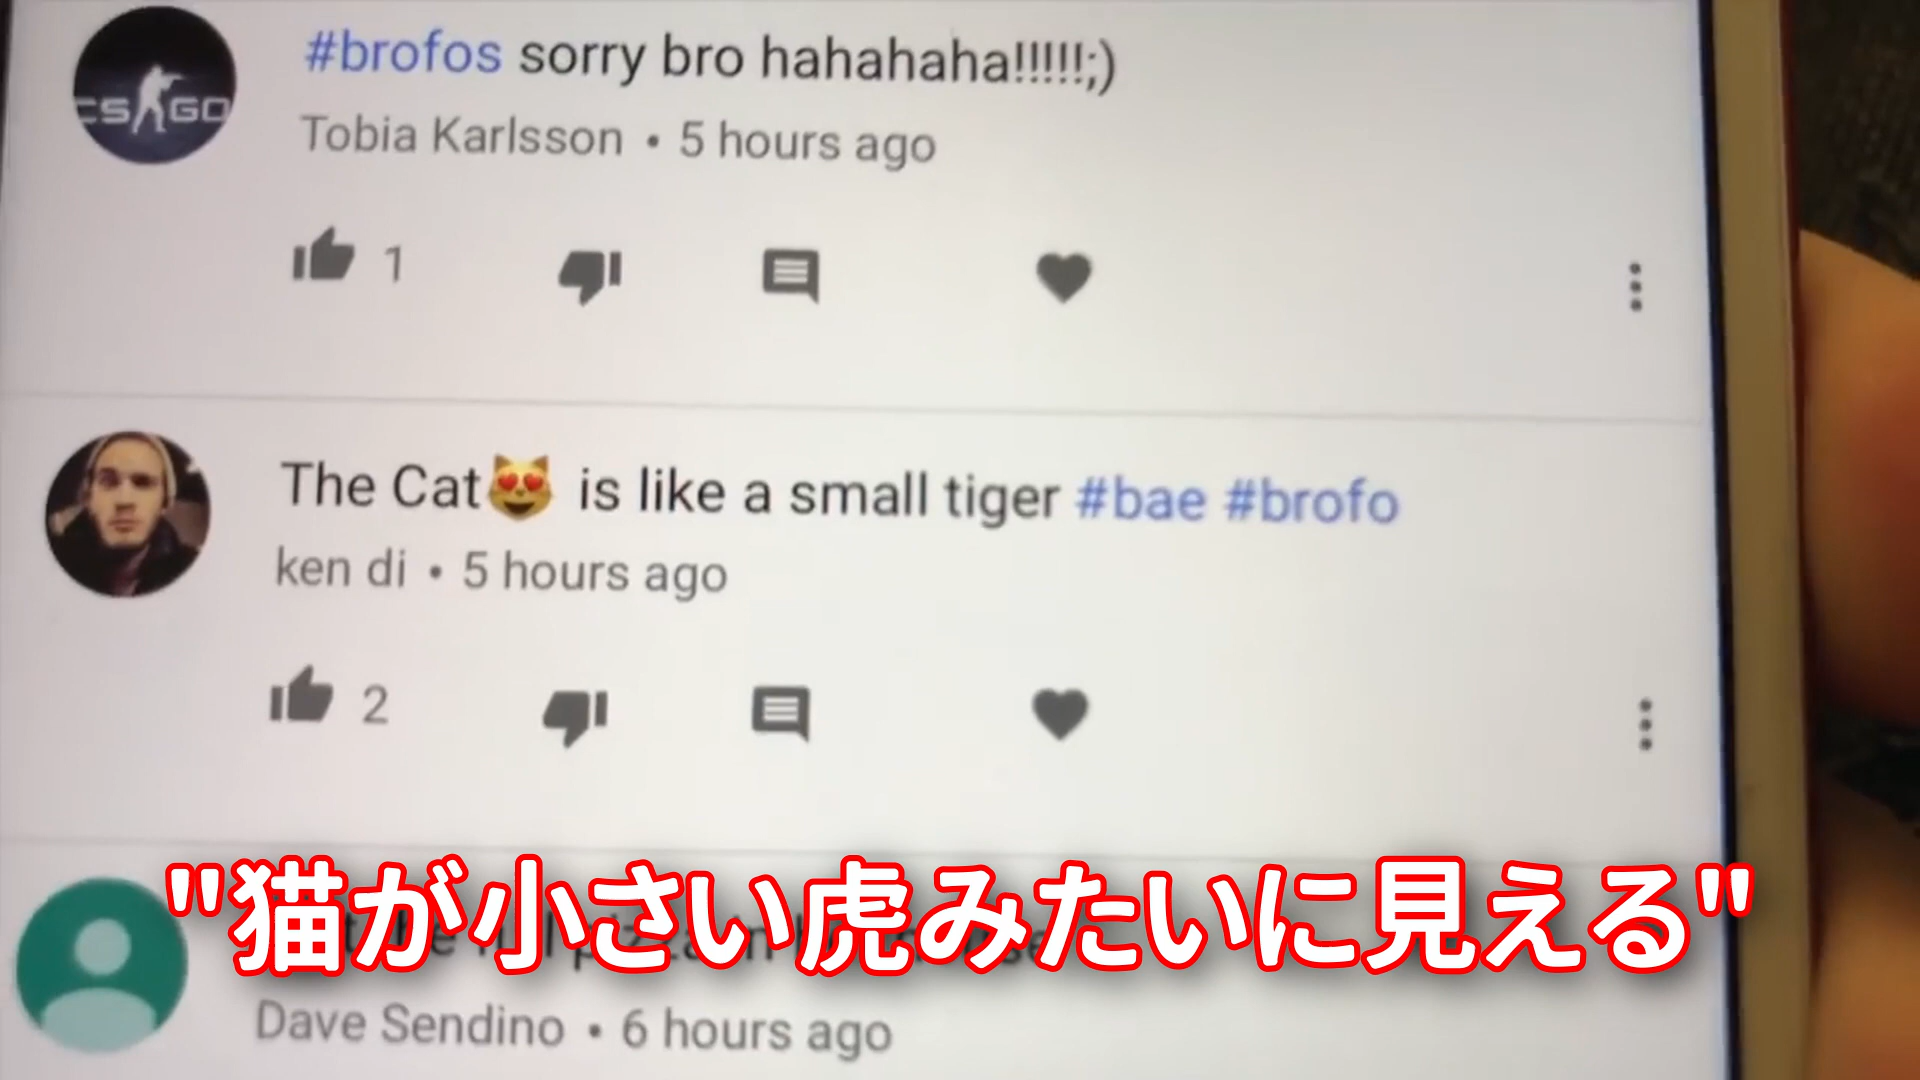 CS GO
#brofos sorry bro hahahaha!!!!!;)
Tobia Karlsson • 5 hours ago
1
The Cat😻 is like a small tiger #bae #brofo
ken di • 5 hours ago
2
"猫が小さい虎みたいに見える"
Dave Sendino • 6 hours ago